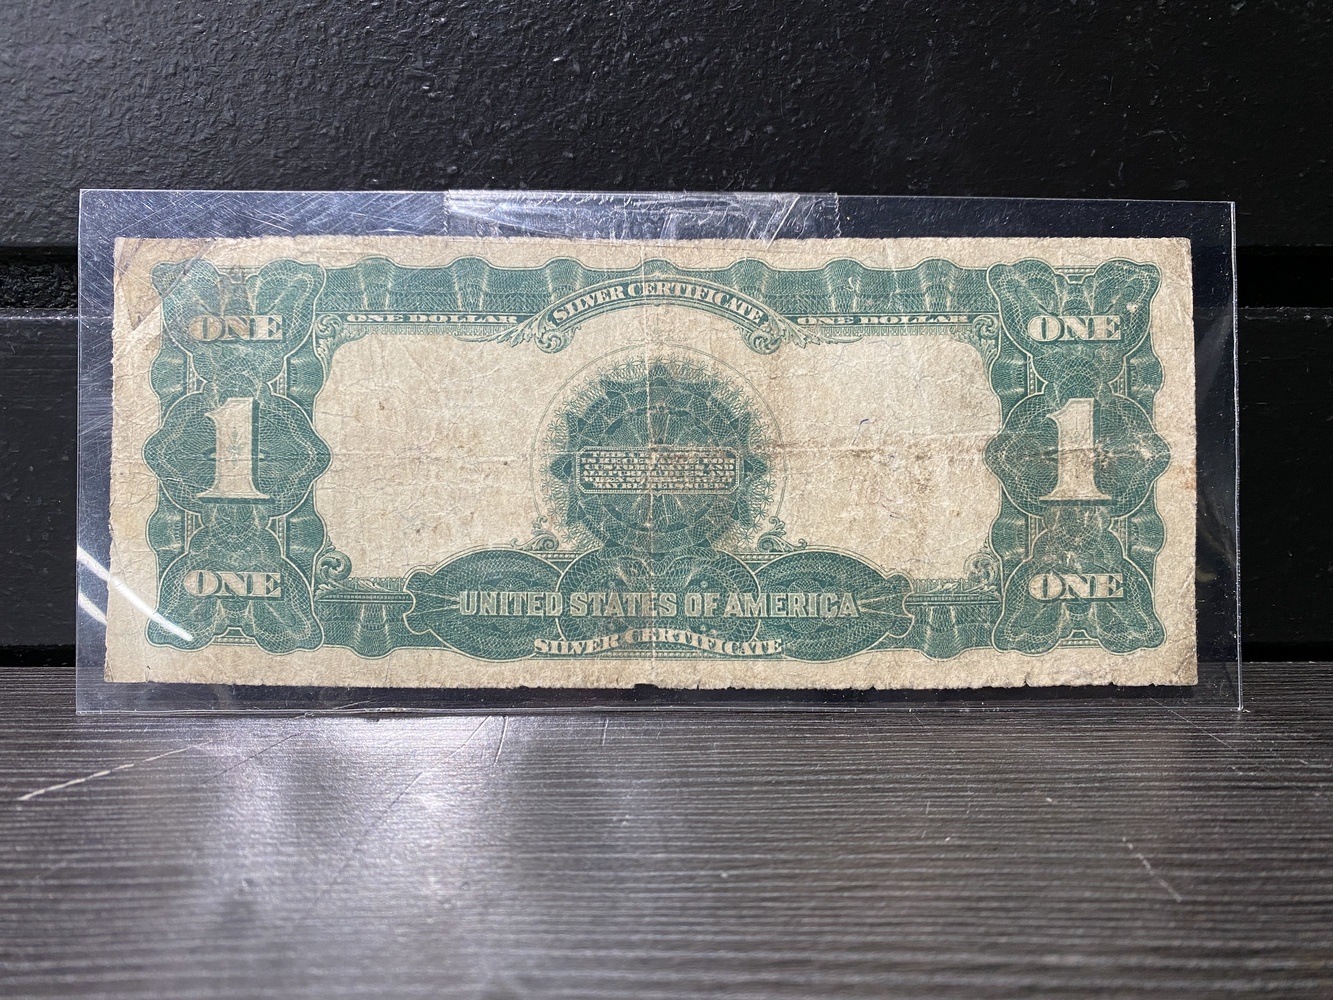 SILVER CERTIFICATE
ONE ONE DOLLAR ONE DOLLAR ONE
1 1
ONE ONE
UNITED STATES OF AMERICA
SILVER CERTIFICATE